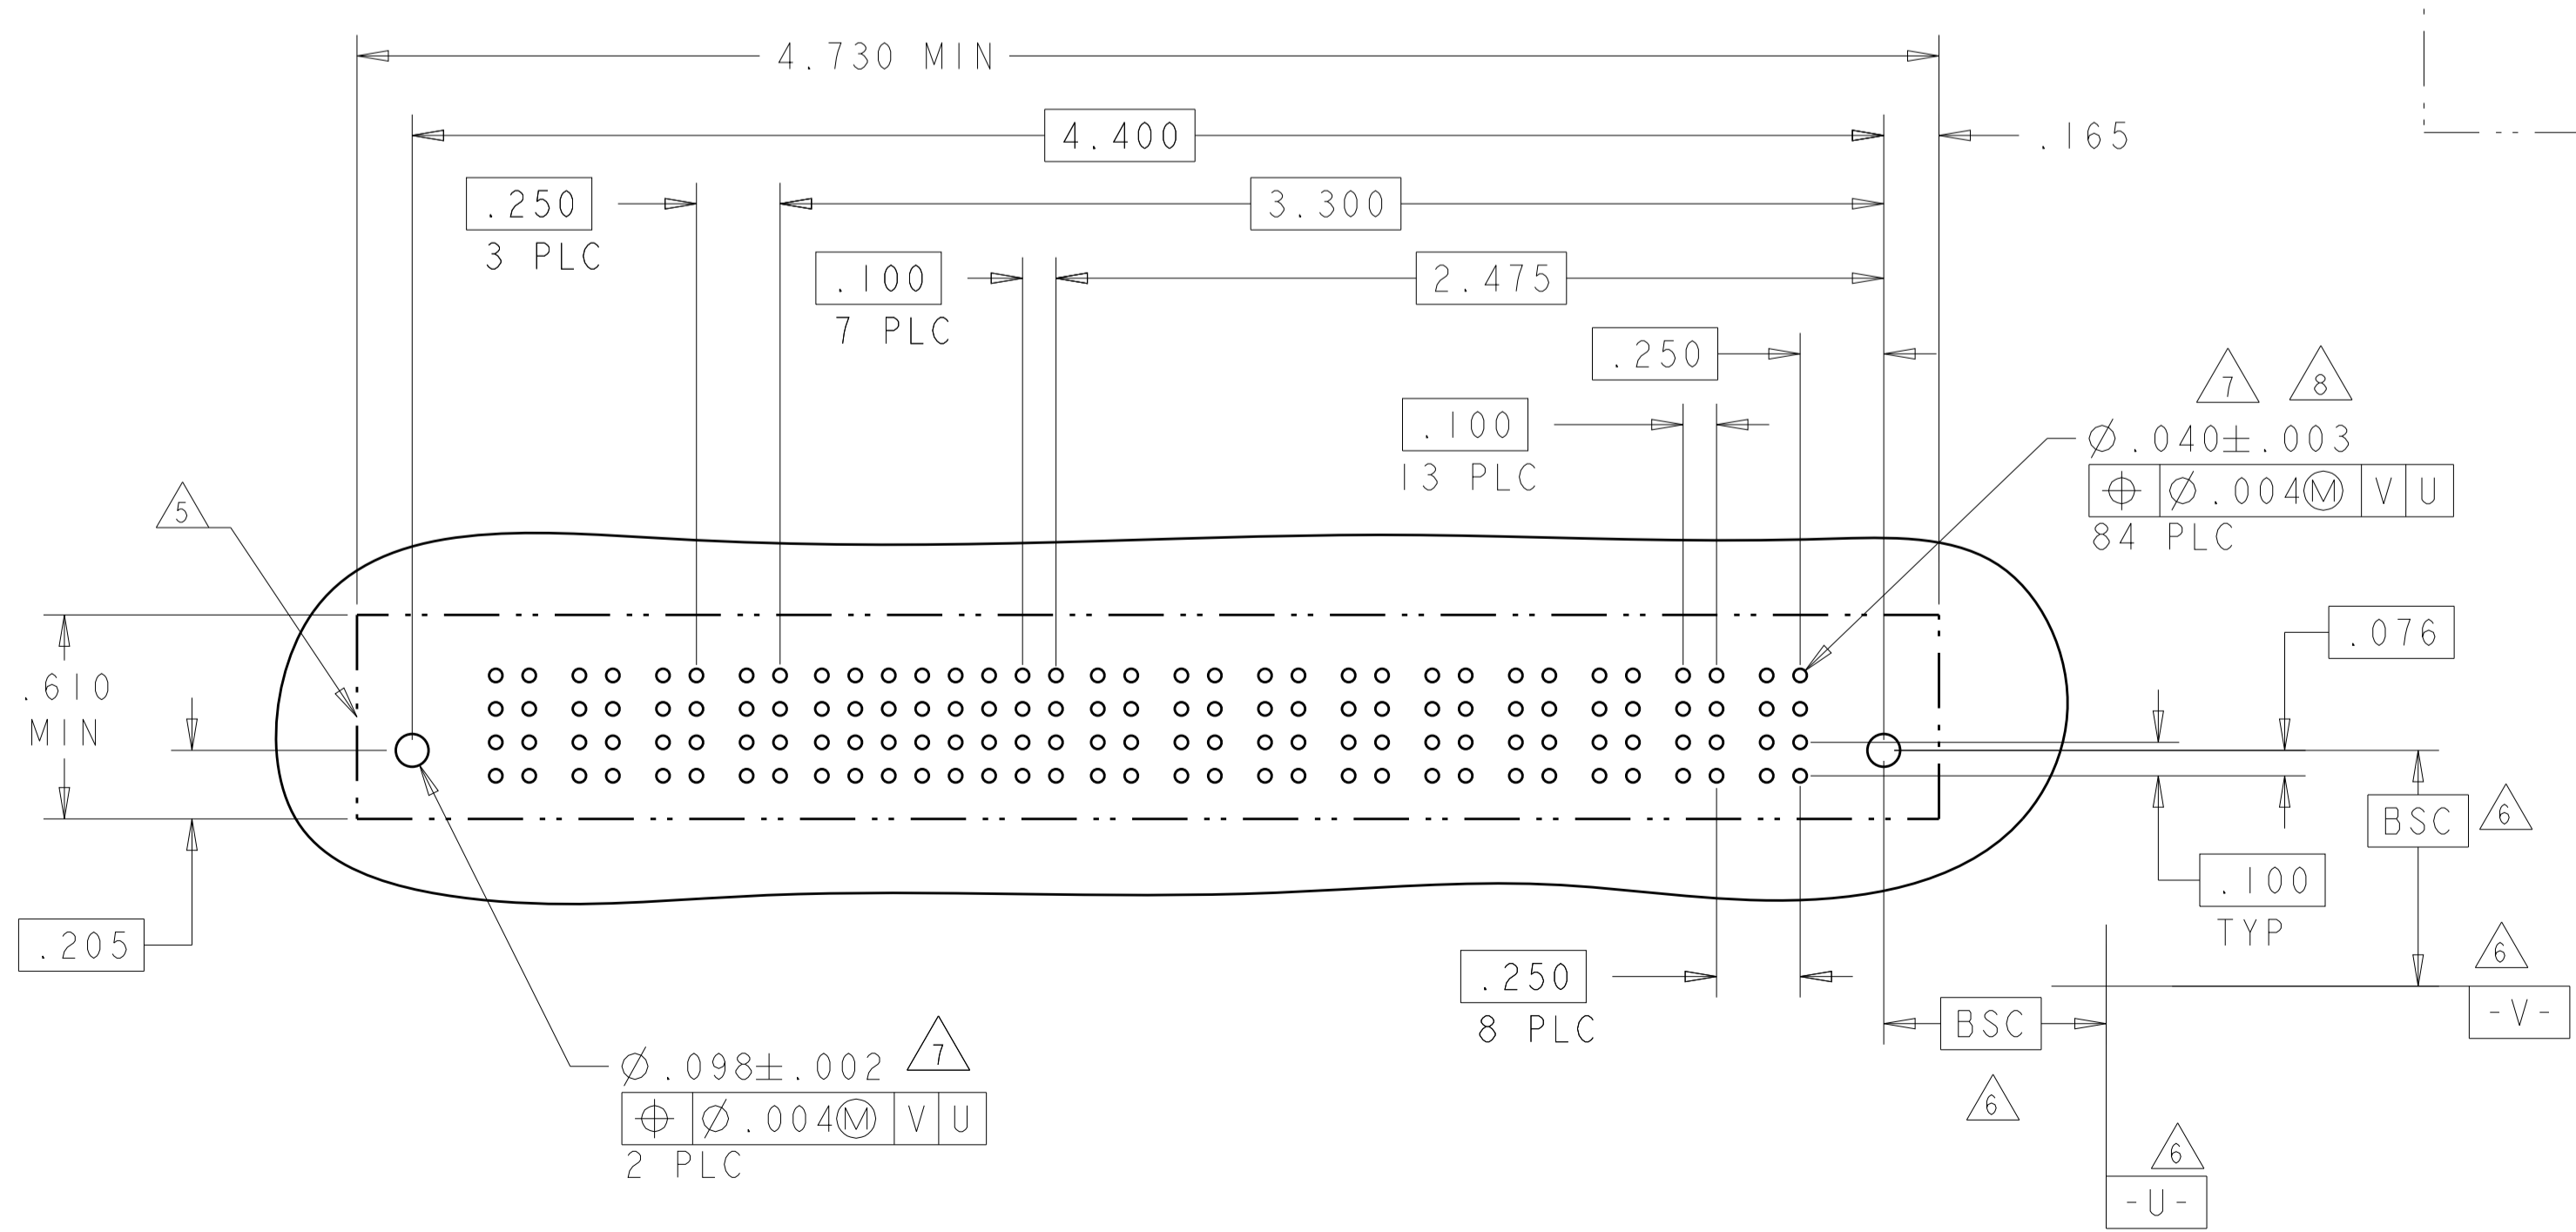 4.730 MIN
4.400
.165
.250
3 PLC
3.300
.100
7 PLC
2.475
.250
.100
13 PLC
7
8
Ø.040±.003
⌖ Ø.004Ⓜ V U
84 PLC
5
.076
.610
MIN
BSC
6
.100
TYP
.205
.250
8 PLC
6
-V-
BSC
6
Ø.098±.002
7
⌖ Ø.004Ⓜ V U
2 PLC
6
-U-